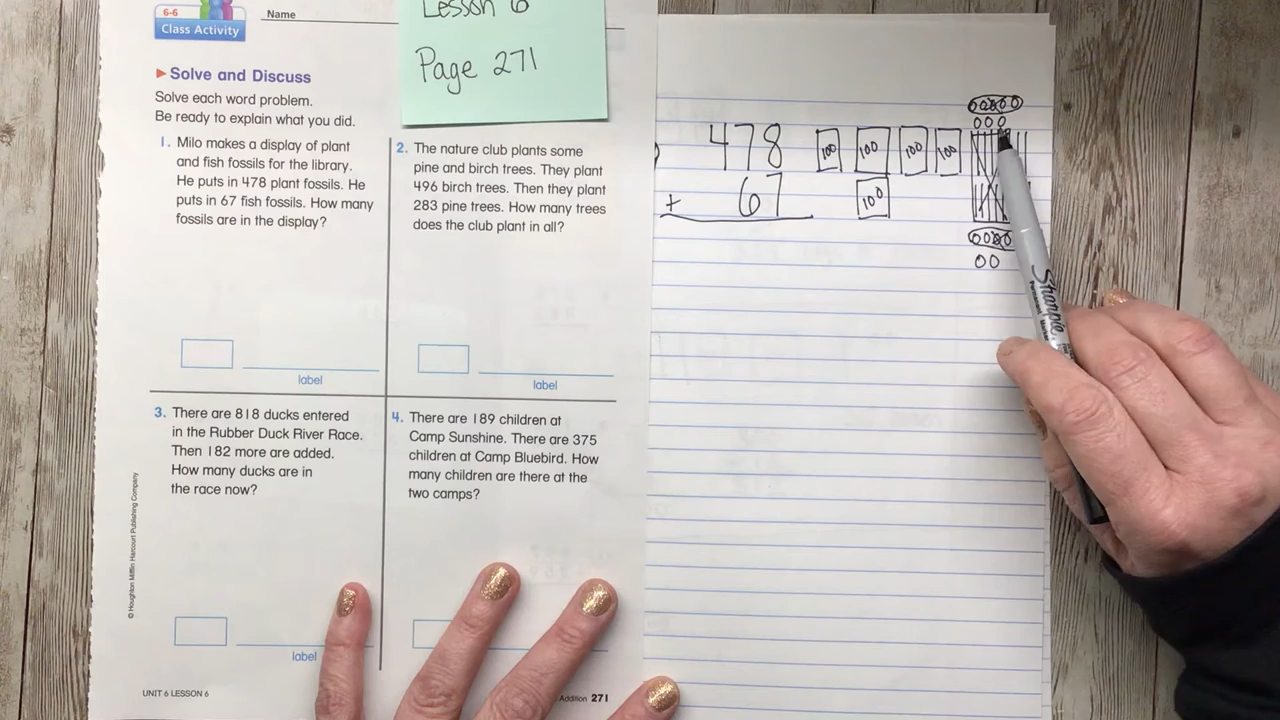 6-6
Class Activity
Name
Lesson 6
Page 271
Solve and Discuss
Solve each word problem.
Be ready to explain what you did.
1. Milo makes a display of plant
and fish fossils for the library.
He puts in 478 plant fossils. He
puts in 67 fish fossils. How many
fossils are in the display?
label
2. The nature club plants some
pine and birch trees. They plant
496 birch trees. Then they plant
283 pine trees. How many trees
does the club plant in all?
label
3. There are 818 ducks entered
in the Rubber Duck River Race.
Then 182 more are added.
How many ducks are in
the race now?
label
4. There are 189 children at
Camp Sunshine. There are 375
children at Camp Bluebird. How
many children are there at the
two camps?
© Houghton Mifflin Harcourt Publishing Company
UNIT 6 LESSON 6
Addition 271
478
+ 67
100 100 100 100
100
Sharpie